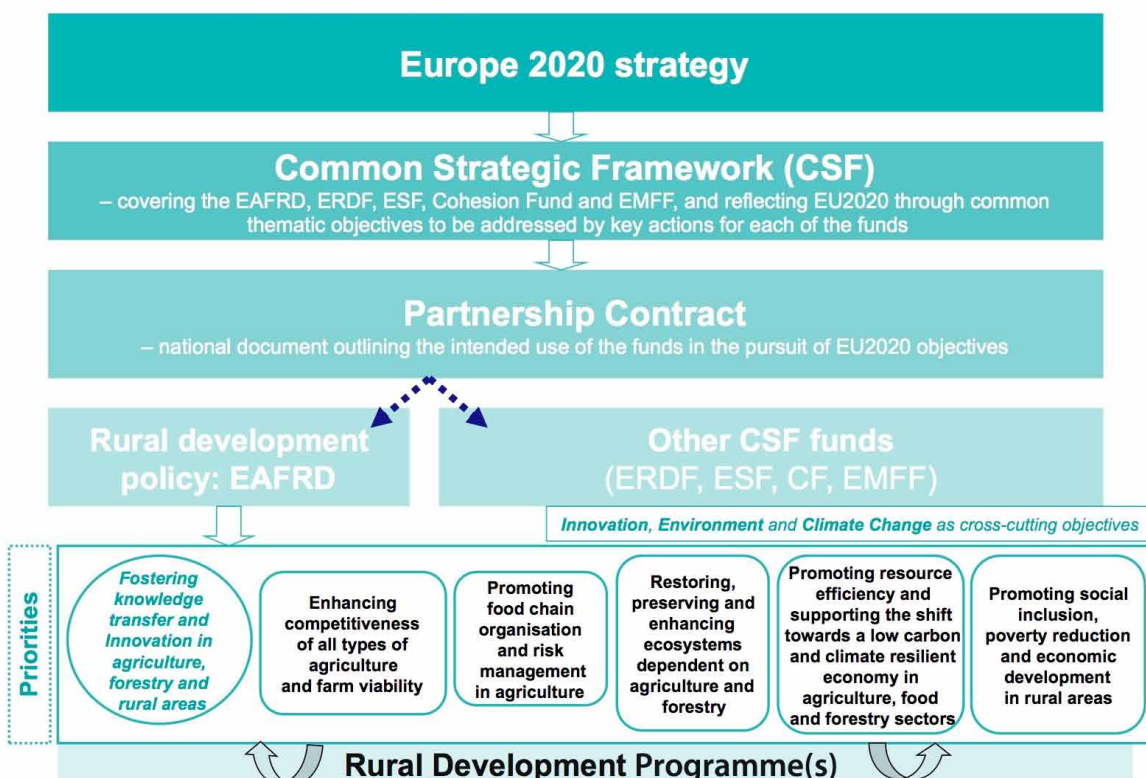 Europe 2020 strategy
Common Strategic Framework (CSF)
– covering the EAFRD, ERDF, ESF, Cohesion Fund and EMFF, and reflecting EU2020 through common
thematic objectives to be addressed by key actions for each of the funds
Partnership Contract
– national document outlining the intended use of the funds in the pursuit of EU2020 objectives
Rural development
policy: EAFRD
Other CSF funds
(ERDF, ESF, CF, EMFF)
Innovation, Environment and Climate Change as cross-cutting objectives
Priorities
Fostering
knowledge
transfer and
Innovation in
agriculture,
forestry and
rural areas
Enhancing
competitiveness
of all types of
agriculture
and farm viability
Promoting
food chain
organisation
and risk
management
in agriculture
Restoring,
preserving and
enhancing
ecosystems
dependent on
agriculture and
forestry
Promoting resource
efficiency and
supporting the shift
towards a low carbon
and climate resilient
economy in
agriculture, food
and forestry sectors
Promoting social
inclusion,
poverty reduction
and economic
development
in rural areas
Rural Development Programme(s)